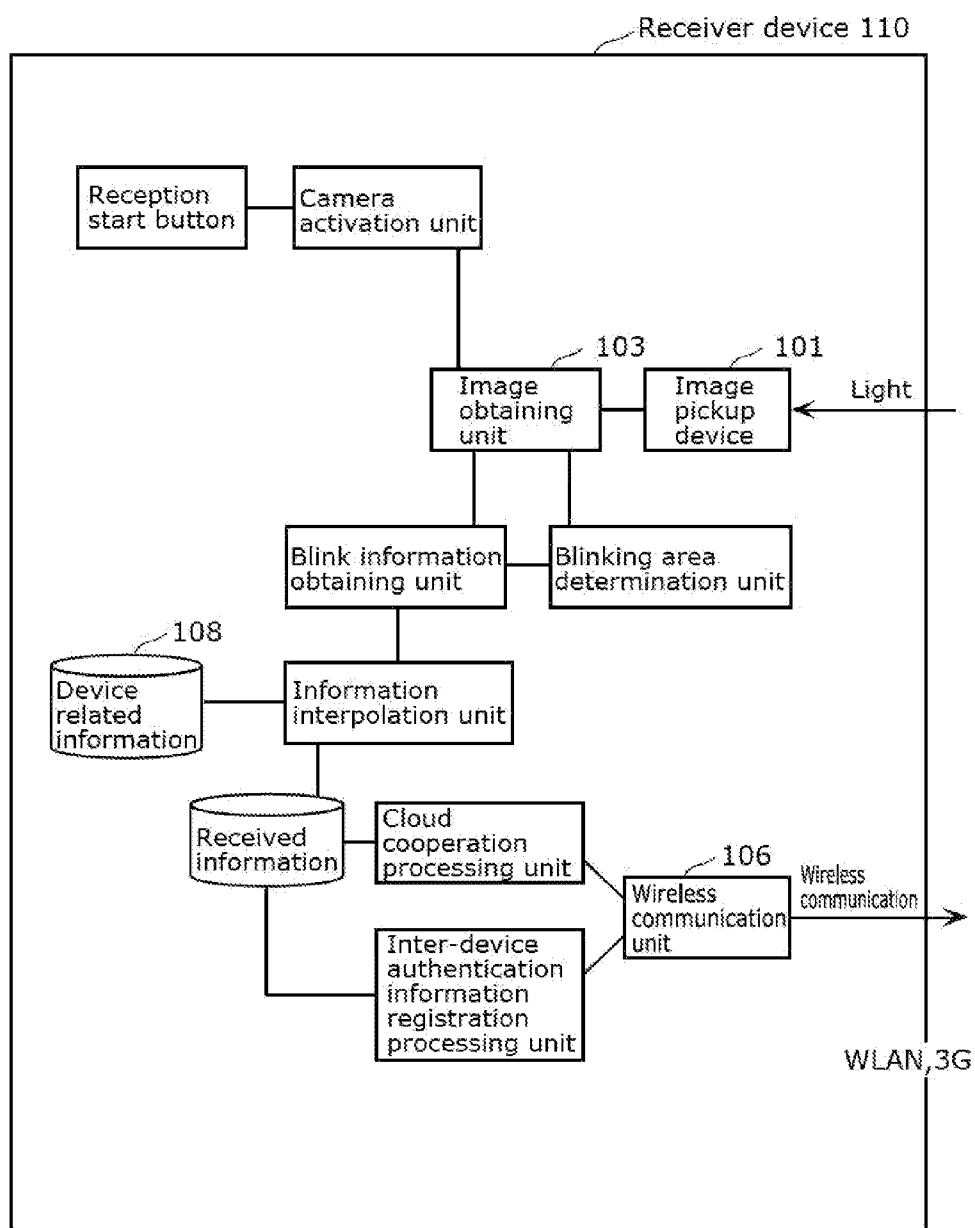 Receiver device 110
Reception
start button
Camera
activation unit
103
101
Image
obtaining
unit
Image
pickup
device
Light
Blink information
obtaining unit
Blinking area
determination unit
108
Device
related
information
Information
interpolation unit
Received
information
Cloud
cooperation
processing unit
106
Wireless
communication
unit
Wireless
communication
Inter-device
authentication
information
registration
processing unit
WLAN,3G